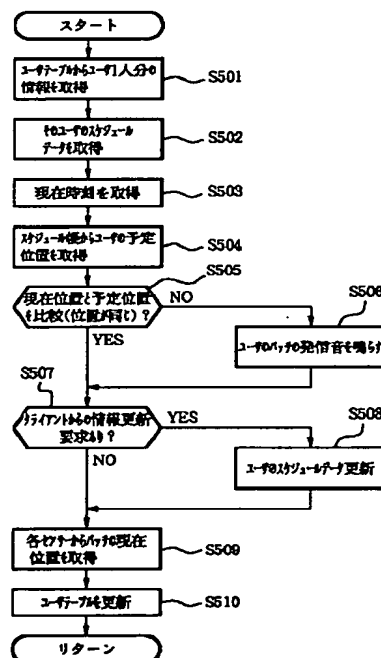 スタート
ユーザテーブルからユーザ1人分の
情報を取得
S501
そのユーザのスケジュール
データを取得
S502
現在時刻を取得
S503
スケジュール後からユーザの予定
位置を取得
S504
S505
現在位置と予定位置
を比較(位置が同じ)?
NO
YES
S506
ユーザのバッチの発信音を鳴らす
S507
クライアントからの情報更新
要求あり?
YES
NO
S508
ユーザのスケジュールデータ更新
各センサーからバッチの現在
位置を取得
S509
ユーザテーブルを更新
S510
リターン